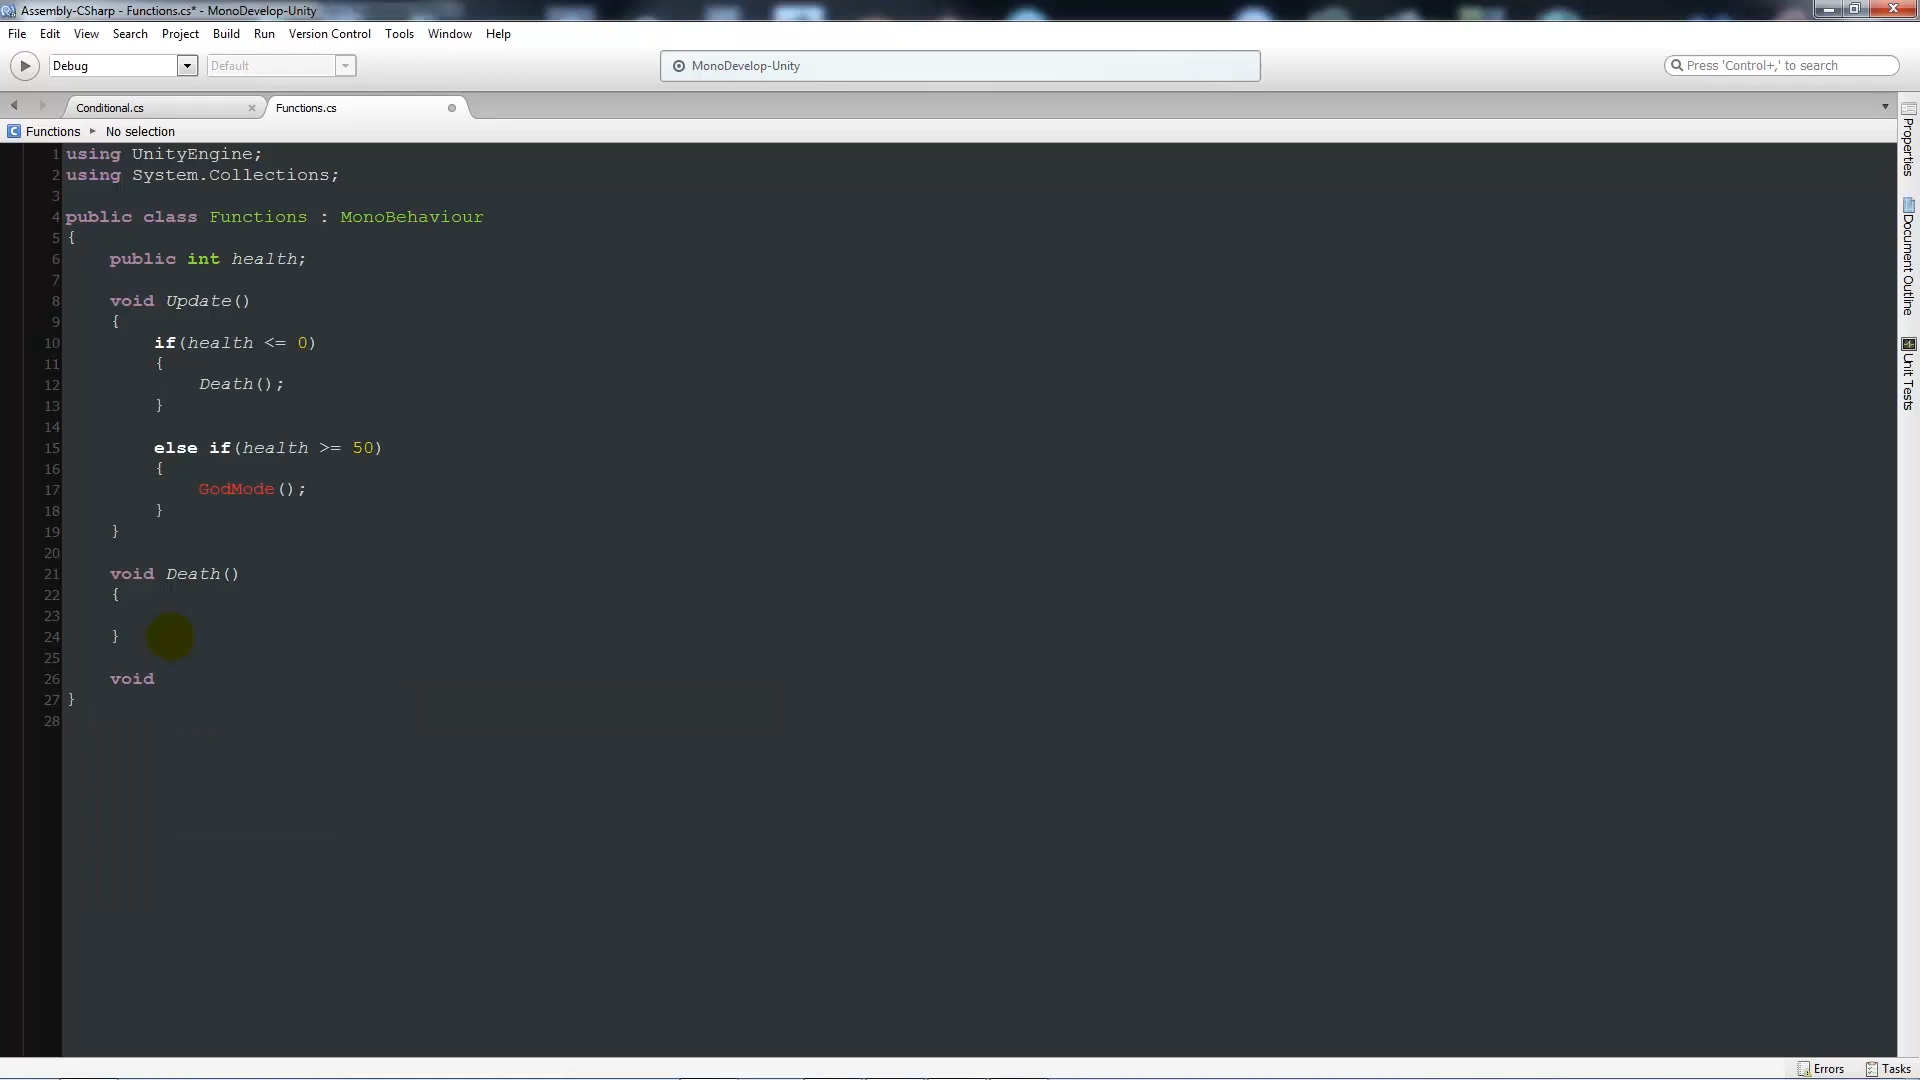 Assembly-CSharp - Functions.cs* - MonoDevelop-Unity
File Edit View Search Project Build Run Version Control Tools Window Help
Debug Default MonoDevelop-Unity Press 'Control+,' to search
Conditional.cs Functions.cs
Functions No selection
1 using UnityEngine;
2 using System.Collections;
3
4 public class Functions : MonoBehaviour
5 {
6 public int health;
7
8 void Update()
9 {
10 if(health <= 0)
11 {
12 Death();
13 }
14
15 else if(health >= 50)
16 {
17 GodMode();
18 }
19 }
20
21 void Death()
22 {
23
24 }
25
26 void
27 }
28
Properties
Document Outline
Unit Tests
Errors Tasks